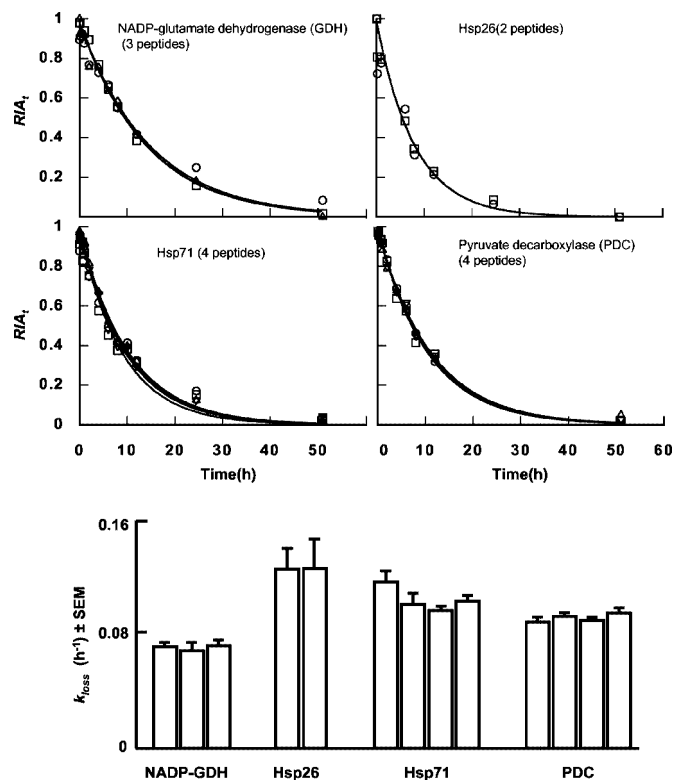 NADP-glutamate dehydrogenase (GDH)
(3 peptides)
Hsp26(2 peptides)
1
0.8
0.6
0.4
0.2
RIAt
Hsp71 (4 peptides)
Pyruvate decarboxylase (PDC)
(4 peptides)
1
0.8
0.6
0.4
0.2
0
RIAt
0 10 20 30 40 50 0 10 20 30 40 50 60
Time(h) Time(h)
0.16
0.08
0
kloss (h-1) ± SEM
NADP-GDH Hsp26 Hsp71 PDC